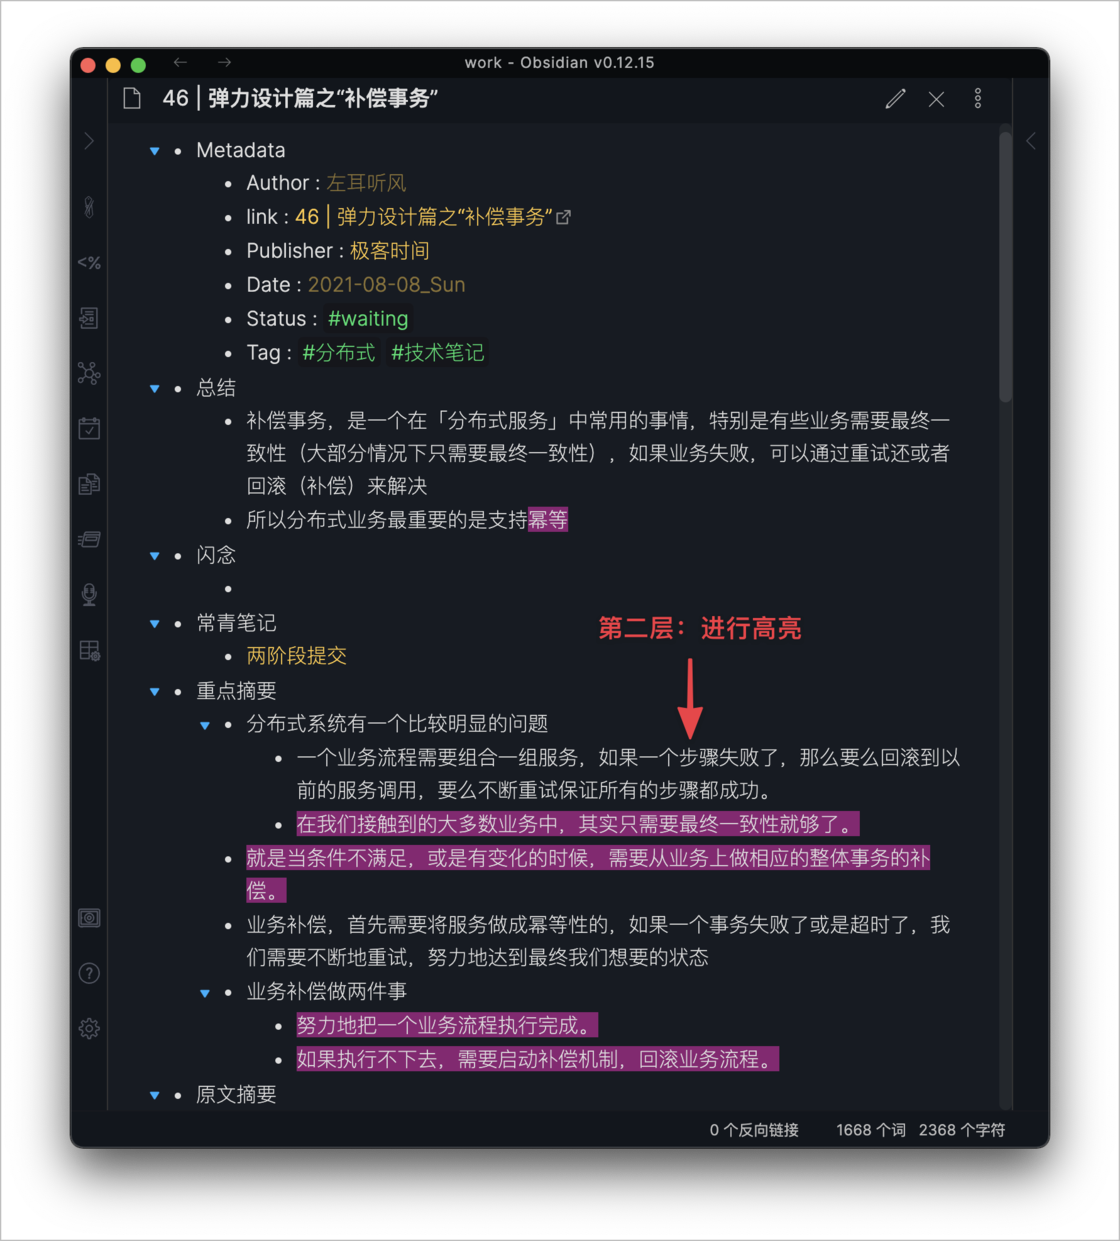 work - Obsidian v0.12.15
46 | 弹力设计篇之“补偿事务”
Metadata
Author : 左耳听风
link : 46 | 弹力设计篇之“补偿事务”
Publisher : 极客时间
Date : 2021-08-08_Sun
Status : #waiting
Tag : #分布式 #技术笔记
总结
补偿事务，是一个在「分布式服务」中常用的事情，特别是有些业务需要最终一
致性（大部分情况下只需要最终一致性），如果业务失败，可以通过重试还或者
回滚（补偿）来解决
所以分布式业务最重要的是支持幂等
闪念
常青笔记
两阶段提交
第二层：进行高亮
重点摘要
分布式系统有一个比较明显的问题
一个业务流程需要组合一组服务，如果一个步骤失败了，那么要么回滚到以
前的服务调用，要么不断重试保证所有的步骤都成功。
在我们接触到的大多数业务中，其实只需要最终一致性就够了。
就是当条件不满足，或是有变化的时候，需要从业务上做相应的整体事务的补
偿。
业务补偿，首先需要将服务做成幂等性的，如果一个事务失败了或是超时了，我
们需要不断地重试，努力地达到最终我们想要的状态
业务补偿做两件事
努力地把一个业务流程执行完成。
如果执行不下去，需要启动补偿机制，回滚业务流程。
原文摘要
0 个反向链接 1668 个词 2368 个字符
<%